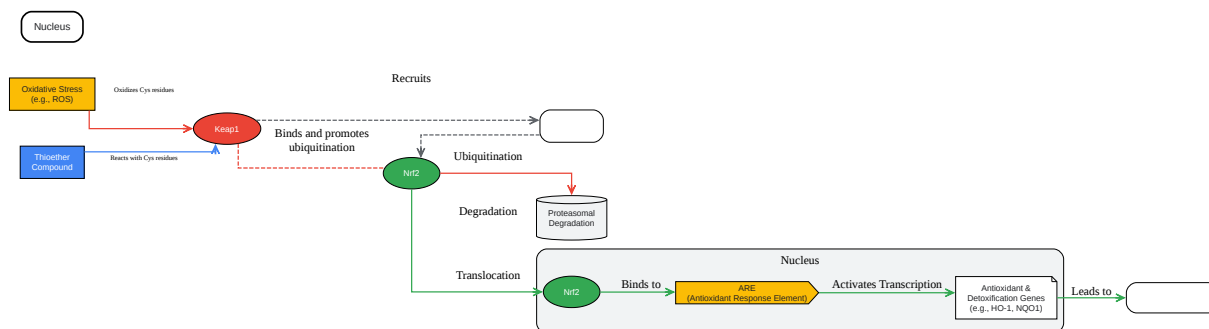 Nucleus
Recruits
Oxidative Stress
(e.g., ROS)
Oxidizes Cys residues
Keap1
Binds and promotes
ubiquitination
Thioether
Compound
Reacts with Cys residues
Nrf2
Ubiquitination
Degradation
Proteasomal
Degradation
Nucleus
Translocation
Nrf2
Binds to
ARE
(Antioxidant Response Element)
Activates Transcription
Antioxidant &
Detoxification Genes
(e.g., HO-1, NQO1)
Leads to